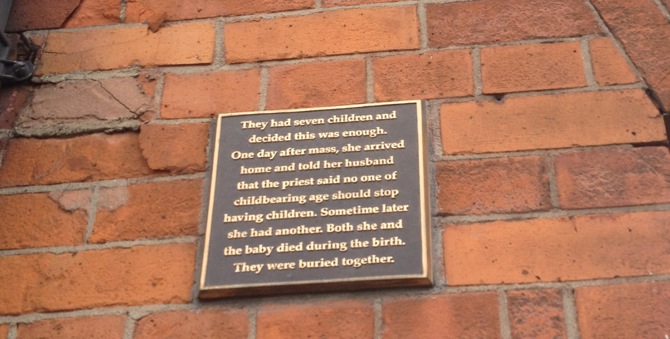 They had seven children and
decided this was enough.
One day after mass, she arrived
home and told her husband
that the priest said no one of
childbearing age should stop
having children. Sometime later
she had another. Both she and
the baby died during the birth.
They were buried together.